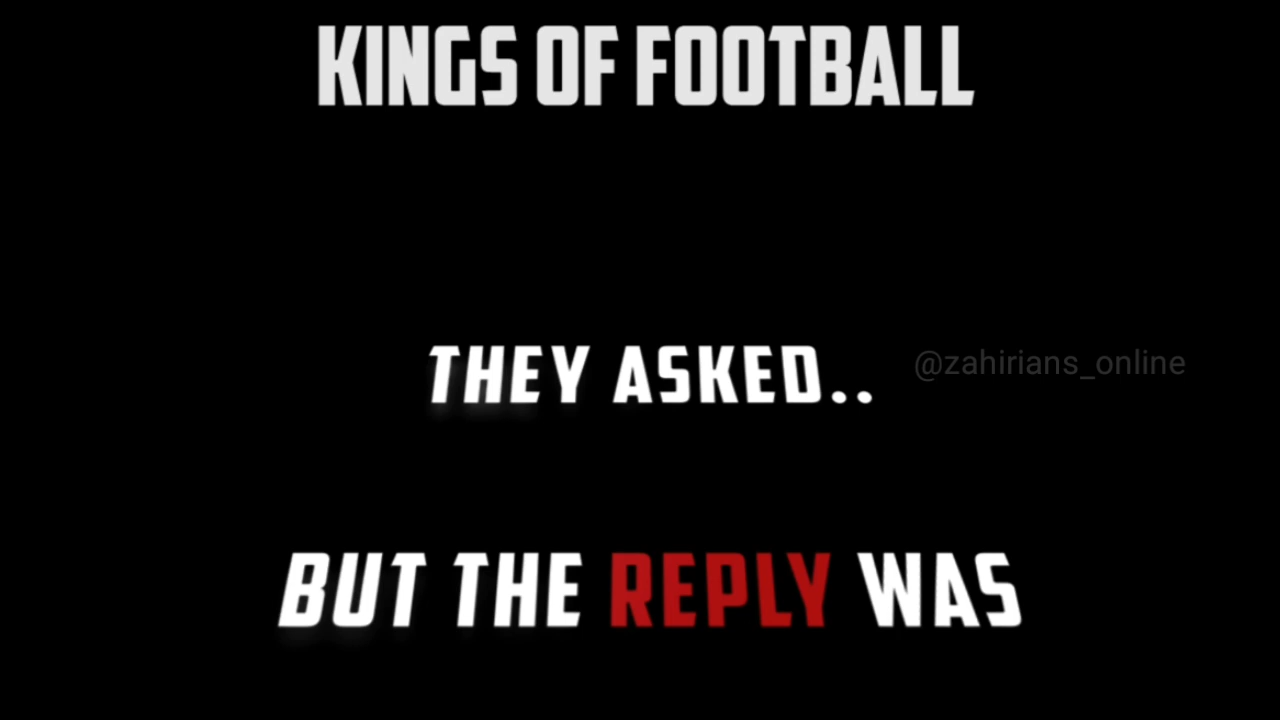 KINGS OF FOOTBALL
THEY ASKED..
@zahirians_online
BUT THE REPLY WAS